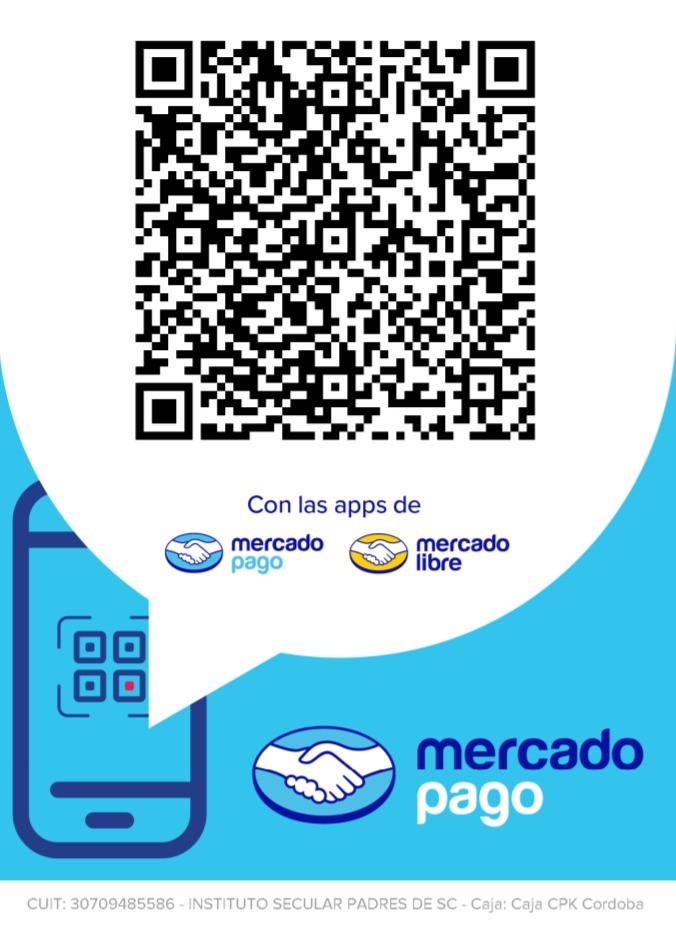 Con las apps de
mercado pago
mercado libre
mercado
pago
CUIT: 30709485586 - INSTITUTO SECULAR PADRES DE SC - Caja: Caja CPK Cordoba